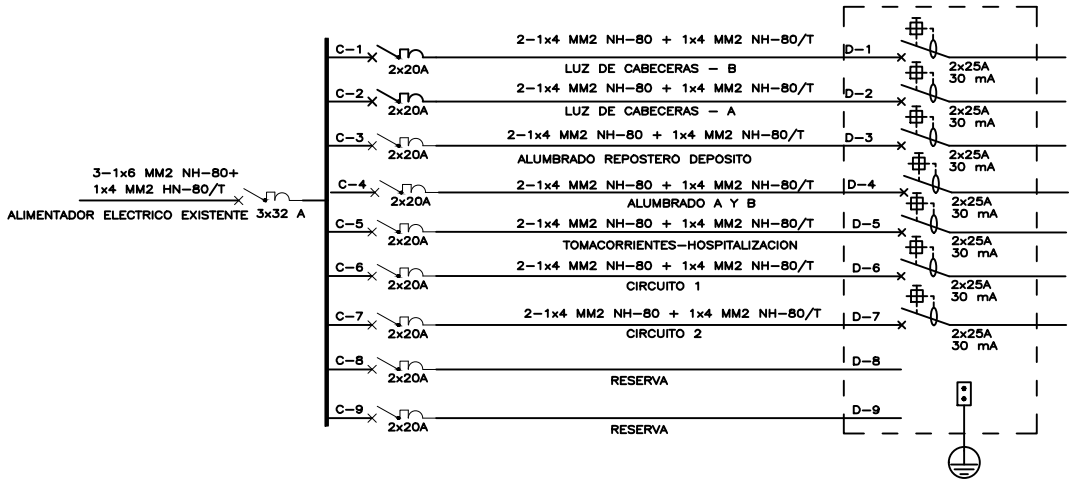 3-1x6 MM2 NH-80+
1x4 MM2 HN-80/T
ALIMENTADOR ELECTRICO EXISTENTE 3x32 A
C-1 2x20A 2-1x4 MM2 NH-80 + 1x4 MM2 NH-80/T D-1 2x25A 30 mA
LUZ DE CABECERAS - B
C-2 2x20A 2-1x4 MM2 NH-80 + 1x4 MM2 NH-80/T D-2 2x25A 30 mA
LUZ DE CABECERAS - A
C-3 2x20A 2-1x4 MM2 NH-80 + 1x4 MM2 NH-80/T D-3 2x25A 30 mA
ALUMBRADO REPOSTERO DEPOSITO
C-4 2x20A 2-1x4 MM2 NH-80 + 1x4 MM2 NH-80/T D-4 2x25A 30 mA
ALUMBRADO A Y B
C-5 2x20A 2-1x4 MM2 NH-80 + 1x4 MM2 NH-80/T D-5 2x25A 30 mA
TOMACORRIENTES-HOSPITALIZACION
C-6 2x20A 2-1x4 MM2 NH-80 + 1x4 MM2 NH-80/T D-6 2x25A 30 mA
CIRCUITO 1
C-7 2x20A 2-1x4 MM2 NH-80 + 1x4 MM2 NH-80/T D-7 2x25A 30 mA
CIRCUITO 2
C-8 2x20A D-8
RESERVA
C-9 2x20A D-9
RESERVA